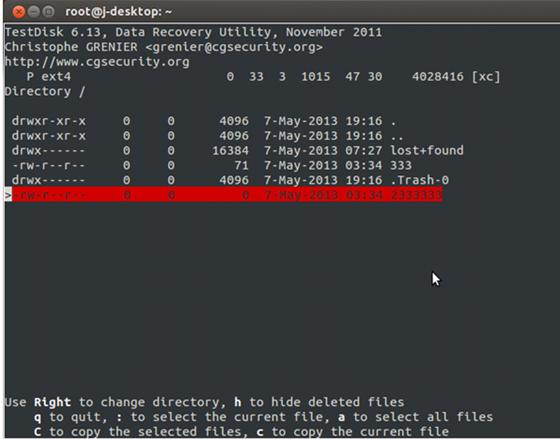 root@j-desktop: ~
TestDisk 6.13, Data Recovery Utility, November 2011
Christophe GRENIER <grenier@cgsecurity.org>
http://www.cgsecurity.org
   P ext4                     0  33  3  1015  47 30    4028416 [xc]
Directory /
 drwxr-xr-x     0     0      4096  7-May-2013 19:16 .
 drwxr-xr-x     0     0      4096  7-May-2013 19:16 ..
 drwx------     0     0     16384  7-May-2013 07:27 lost+found
 -rw-r--r--     0     0        71  7-May-2013 03:34 333
 drwx------     0     0      4096  7-May-2013 19:16 .Trash-0
>-rw-r--r--     0     0         0  7-May-2013 03:34 2333333
Use Right to change directory, h to hide deleted files
    q to quit, : to select the current file, a to select all files
    C to copy the selected files, c to copy the current file